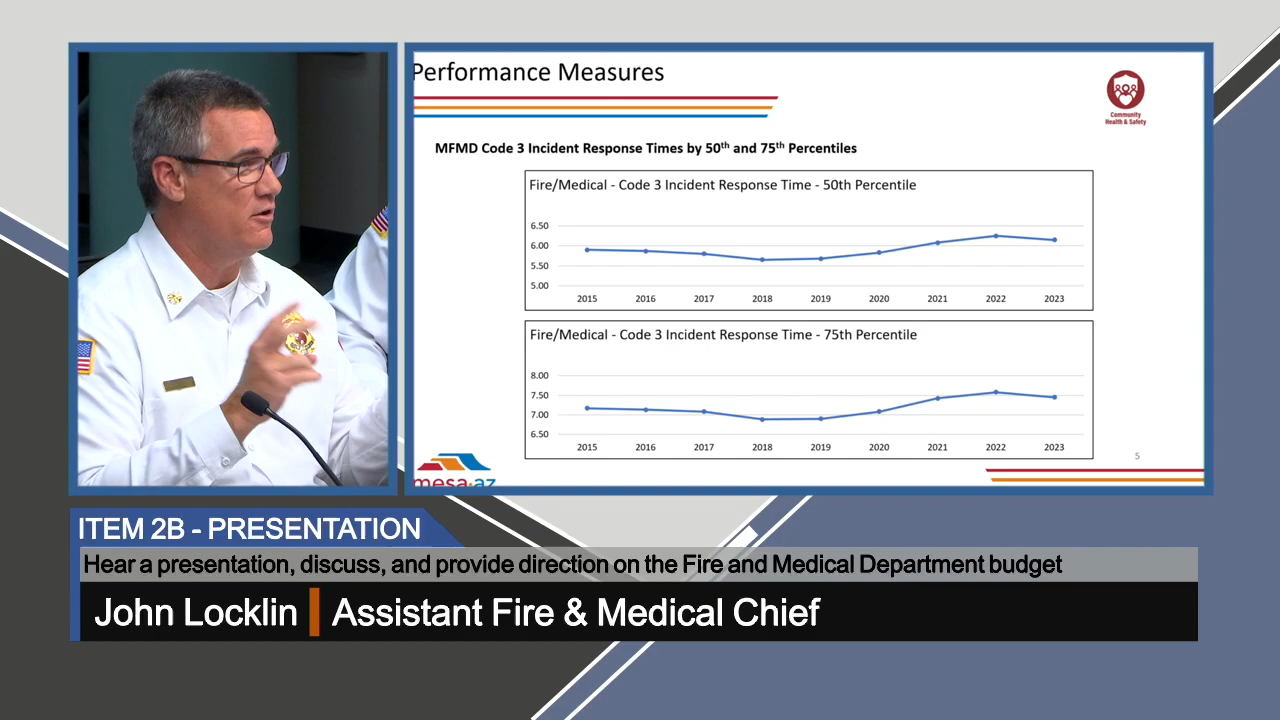 Performance Measures
Community
Health & Safety
MFMD Code 3 Incident Response Times by 50th and 75th Percentiles
Fire/Medical - Code 3 Incident Response Time - 50th Percentile
6.50
6.00
5.50
5.00
2015 2016 2017 2018 2019 2020 2021 2022 2023
Fire/Medical - Code 3 Incident Response Time - 75th Percentile
8.00
7.50
7.00
6.50
2015 2016 2017 2018 2019 2020 2021 2022 2023
5
mesa·az
ITEM 2B - PRESENTATION
Hear a presentation, discuss, and provide direction on the Fire and Medical Department budget
John Locklin Assistant Fire & Medical Chief